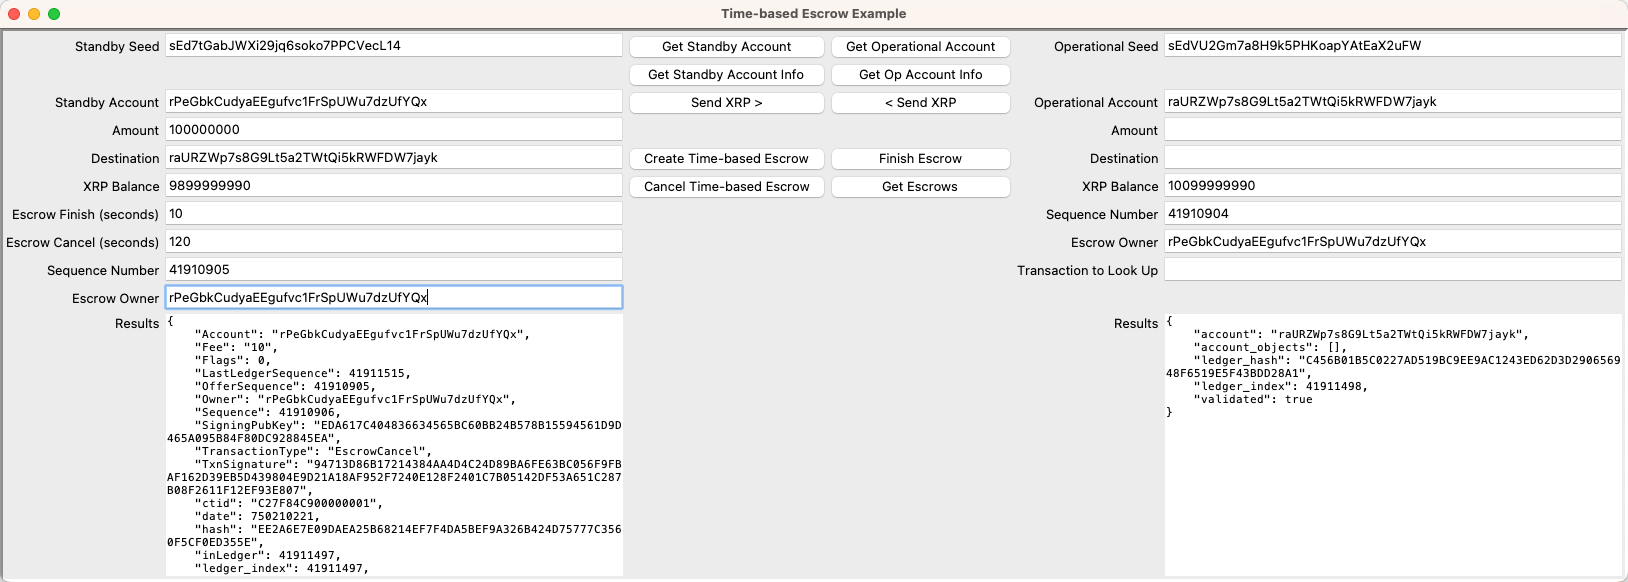 Time-based Escrow Example
Standby Seed sEd7tGabJWXi29jq6soko7PPCVecL14 Get Standby Account Get Operational Account Operational Seed sEdVU2Gm7a8H9k5PHKoapYAtEaX2uFW
Get Standby Account Info Get Op Account Info
Standby Account rPeGbkCudyaEEgufvc1FrSpUWu7dzUfYQx Send XRP > < Send XRP Operational Account raURZWp7s8G9Lt5a2TWtQi5kRWFDW7jayk
Amount 100000000 Amount
Destination raURZWp7s8G9Lt5a2TWtQi5kRWFDW7jayk Create Time-based Escrow Finish Escrow Destination
XRP Balance 9899999990 Cancel Time-based Escrow Get Escrows XRP Balance 10099999990
Escrow Finish (seconds) 10 Sequence Number 41910904
Escrow Cancel (seconds) 120 Escrow Owner rPeGbkCudyaEEgufvc1FrSpUWu7dzUfYQx
Sequence Number 41910905 Transaction to Look Up
Escrow Owner rPeGbkCudyaEEgufvc1FrSpUWu7dzUfYQx
Results
{
"Account": "rPeGbkCudyaEEgufvc1FrSpUWu7dzUfYQx",
"Fee": "10",
"Flags": 0,
"LastLedgerSequence": 41911515,
"OfferSequence": 41910905,
"Owner": "rPeGbkCudyaEEgufvc1FrSpUWu7dzUfYQx",
"Sequence": 41910906,
"SigningPubKey": "EDA617C404836634565BC60BB24B578B15594561D9D
465A095B84F80DC928845EA",
"TransactionType": "EscrowCancel",
"TxnSignature": "94713D86B17214384AA4D4C24D89BA6FE63BC056F9FB
AF162D39EB5D439804E9D21A18AF952F7240E128F2401C7B05142DF53A651C287
B08F2611F12EF93E807",
"ctid": "C27F84C900000001",
"date": 750210221,
"hash": "EE2A6E7E09DAEA25B68214EF7F4DA5BEF9A326B424D75777C356
0F5CF0ED355E",
"inLedger": 41911497,
"ledger_index": 41911497,
Results
{
"account": "raURZWp7s8G9Lt5a2TWtQi5kRWFDW7jayk",
"account_objects": [],
"ledger_hash": "C456B01B5C0227AD519BC9EE9AC1243ED62D3D2906569
48F6519E5F43BDD28A1",
"ledger_index": 41911498,
"validated": true
}